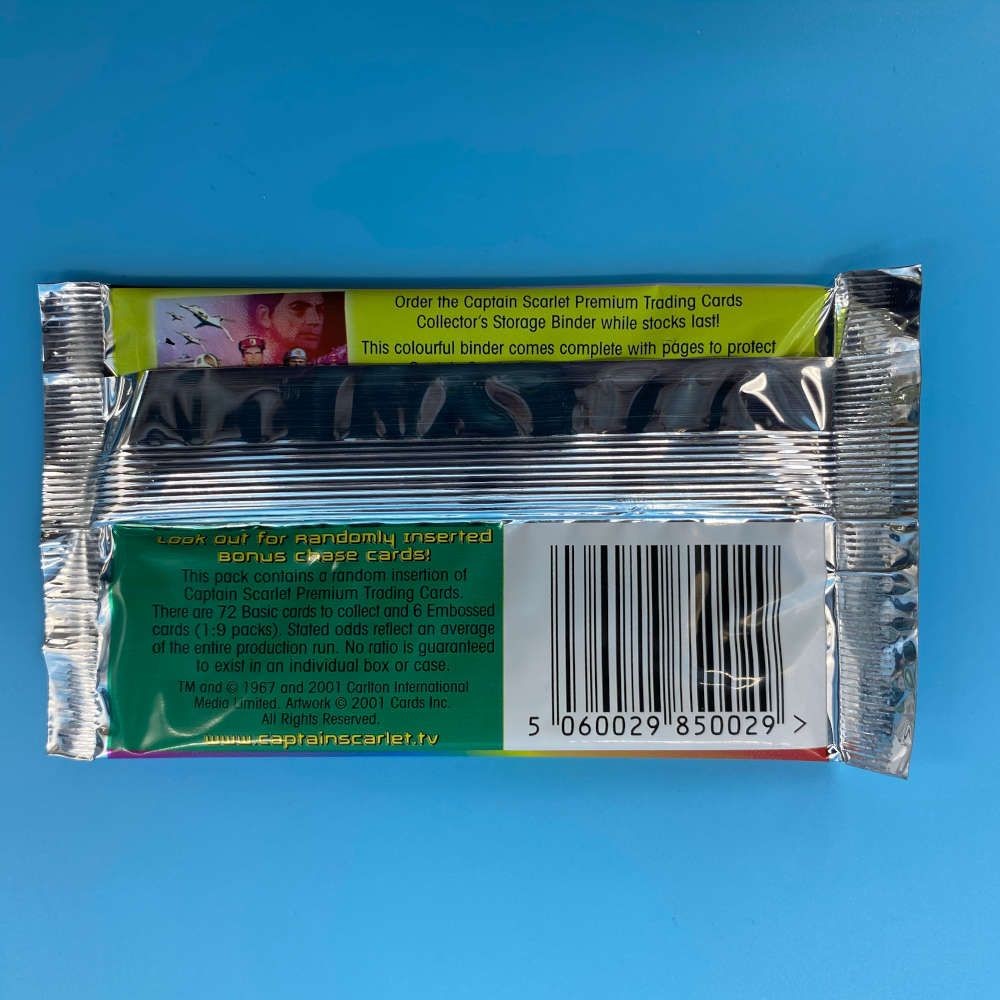 Order the Captain Scarlet Premium Trading Cards
Collector's Storage Binder while stocks last!
This colourful binder comes complete with pages to protect
Look out for Randomly Inserted
Bonus Chase Cards!
This pack contains a random insertion of
Captain Scarlet Premium Trading Cards.
There are 72 Basic cards to collect and 6 Embossed
cards (1:9 packs). Stated odds reflect an average
of the entire production run. No ratio is guaranteed
to exist in an individual box or case.
TM and © 1967 and 2001 Carlton International
Media Limited. Artwork © 2001 Cards Inc.
All Rights Reserved.
www.captainscarlet.tv
5 060029 850029 >